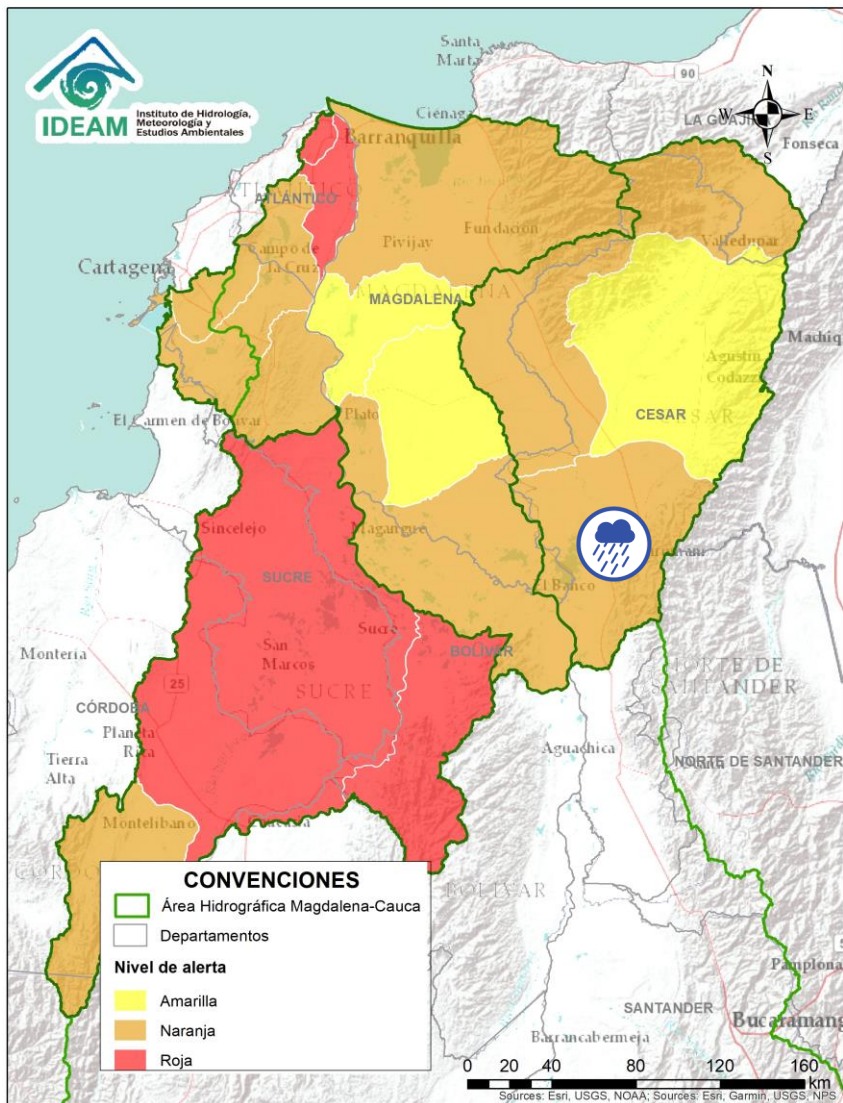 Santa
Marta
90
N
W
E
S
IDEAM
Instituto de Hidrología,
Meteorología y
Estudios Ambientales
Ciénaga
LA GUAJIRA
Fonseca
Barranquilla
ATLÁNTICO
Pivijay
Fundación
Valledupar
Cartagena
Campo de
la Cruz
MAGDALENA
Agustín
Codazzi
CESAR
El Carmen de Bolívar
Plato
Sincelejo
Magangué
SUCRE
El Banco
Sucre
BOLÍVAR
Montería
San
Marcos
SUCRE
NORTE DE
SANTANDER
25
CÓRDOBA
Planeta
Rica
Tierra
Alta
Aguachica
NORTE DE SANTANDER
Montelíbano
BOLÍVAR
CONVENCIONES
Área Hidrográfica Magdalena-Cauca
Departamentos
Nivel de alerta
Amarilla
Naranja
Roja
Pamplona
SANTANDER
Bucaramang
Barrancabermeja
0 20 40 80 120 160
km
Sources: Esri, USGS, NOAA; Sources: Esri, Garmin, USGS, NPS